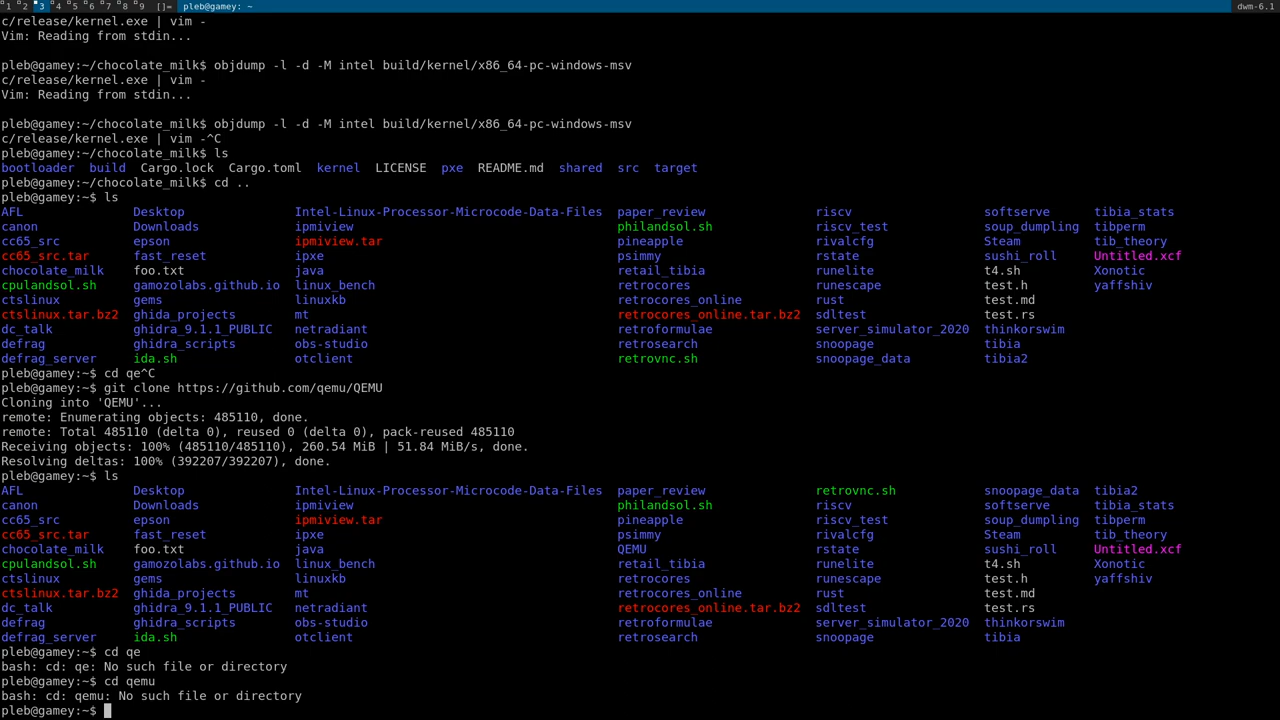 1 2 3 4 5 6 7 8 9 []= pleb@gamey: ~ dwm-6.1
c/release/kernel.exe | vim -
Vim: Reading from stdin...
pleb@gamey:~/chocolate_milk$ objdump -l -d -M intel build/kernel/x86_64-pc-windows-msv
c/release/kernel.exe | vim -
Vim: Reading from stdin...
pleb@gamey:~/chocolate_milk$ objdump -l -d -M intel build/kernel/x86_64-pc-windows-msv
c/release/kernel.exe | vim -^C
pleb@gamey:~/chocolate_milk$ ls
bootloader build Cargo.lock Cargo.toml kernel LICENSE pxe README.md shared src target
pleb@gamey:~/chocolate_milk$ cd ..
pleb@gamey:~$ ls
AFL Desktop Intel-Linux-Processor-Microcode-Data-Files paper_review riscv softserve tibia_stats
canon Downloads ipmiview philandsol.sh riscv_test soup_dumpling tibperm
cc65_src epson ipmiview.tar pineapple rivalcfg Steam tib_theory
cc65_src.tar fast_reset ipxe psimmy rstate sushi_roll Untitled.xcf
chocolate_milk foo.txt java retail_tibia runelite t4.sh Xonotic
cpulandsol.sh gamozolabs.github.io linux_bench retrocores runescape test.h yaffshiv
ctslinux gems linuxkb retrocores_online rust test.md
ctslinux.tar.bz2 ghida_projects mt retrocores_online.tar.bz2 sdltest test.rs
dc_talk ghidra_9.1.1_PUBLIC netradiant retroformulae server_simulator_2020 thinkorswim
defrag ghidra_scripts obs-studio retrosearch snoopage tibia
defrag_server ida.sh otclient retrovnc.sh snoopage_data tibia2
pleb@gamey:~$ cd qe^C
pleb@gamey:~$ git clone https://github.com/qemu/QEMU
Cloning into 'QEMU'...
remote: Enumerating objects: 485110, done.
remote: Total 485110 (delta 0), reused 0 (delta 0), pack-reused 485110
Receiving objects: 100% (485110/485110), 260.54 MiB | 51.84 MiB/s, done.
Resolving deltas: 100% (392207/392207), done.
pleb@gamey:~$ ls
AFL Desktop Intel-Linux-Processor-Microcode-Data-Files paper_review retrovnc.sh snoopage_data tibia2
canon Downloads ipmiview philandsol.sh riscv softserve tibia_stats
cc65_src epson ipmiview.tar pineapple riscv_test soup_dumpling tibperm
cc65_src.tar fast_reset ipxe psimmy rivalcfg Steam tib_theory
chocolate_milk foo.txt java QEMU rstate sushi_roll Untitled.xcf
cpulandsol.sh gamozolabs.github.io linux_bench retail_tibia runelite t4.sh Xonotic
ctslinux gems linuxkb retrocores runescape test.h yaffshiv
ctslinux.tar.bz2 ghida_projects mt retrocores_online rust test.md
dc_talk ghidra_9.1.1_PUBLIC netradiant retrocores_online.tar.bz2 sdltest test.rs
defrag ghidra_scripts obs-studio retroformulae server_simulator_2020 thinkorswim
defrag_server ida.sh otclient retrosearch snoopage tibia
pleb@gamey:~$ cd qe
bash: cd: qe: No such file or directory
pleb@gamey:~$ cd qemu
bash: cd: qemu: No such file or directory
pleb@gamey:~$